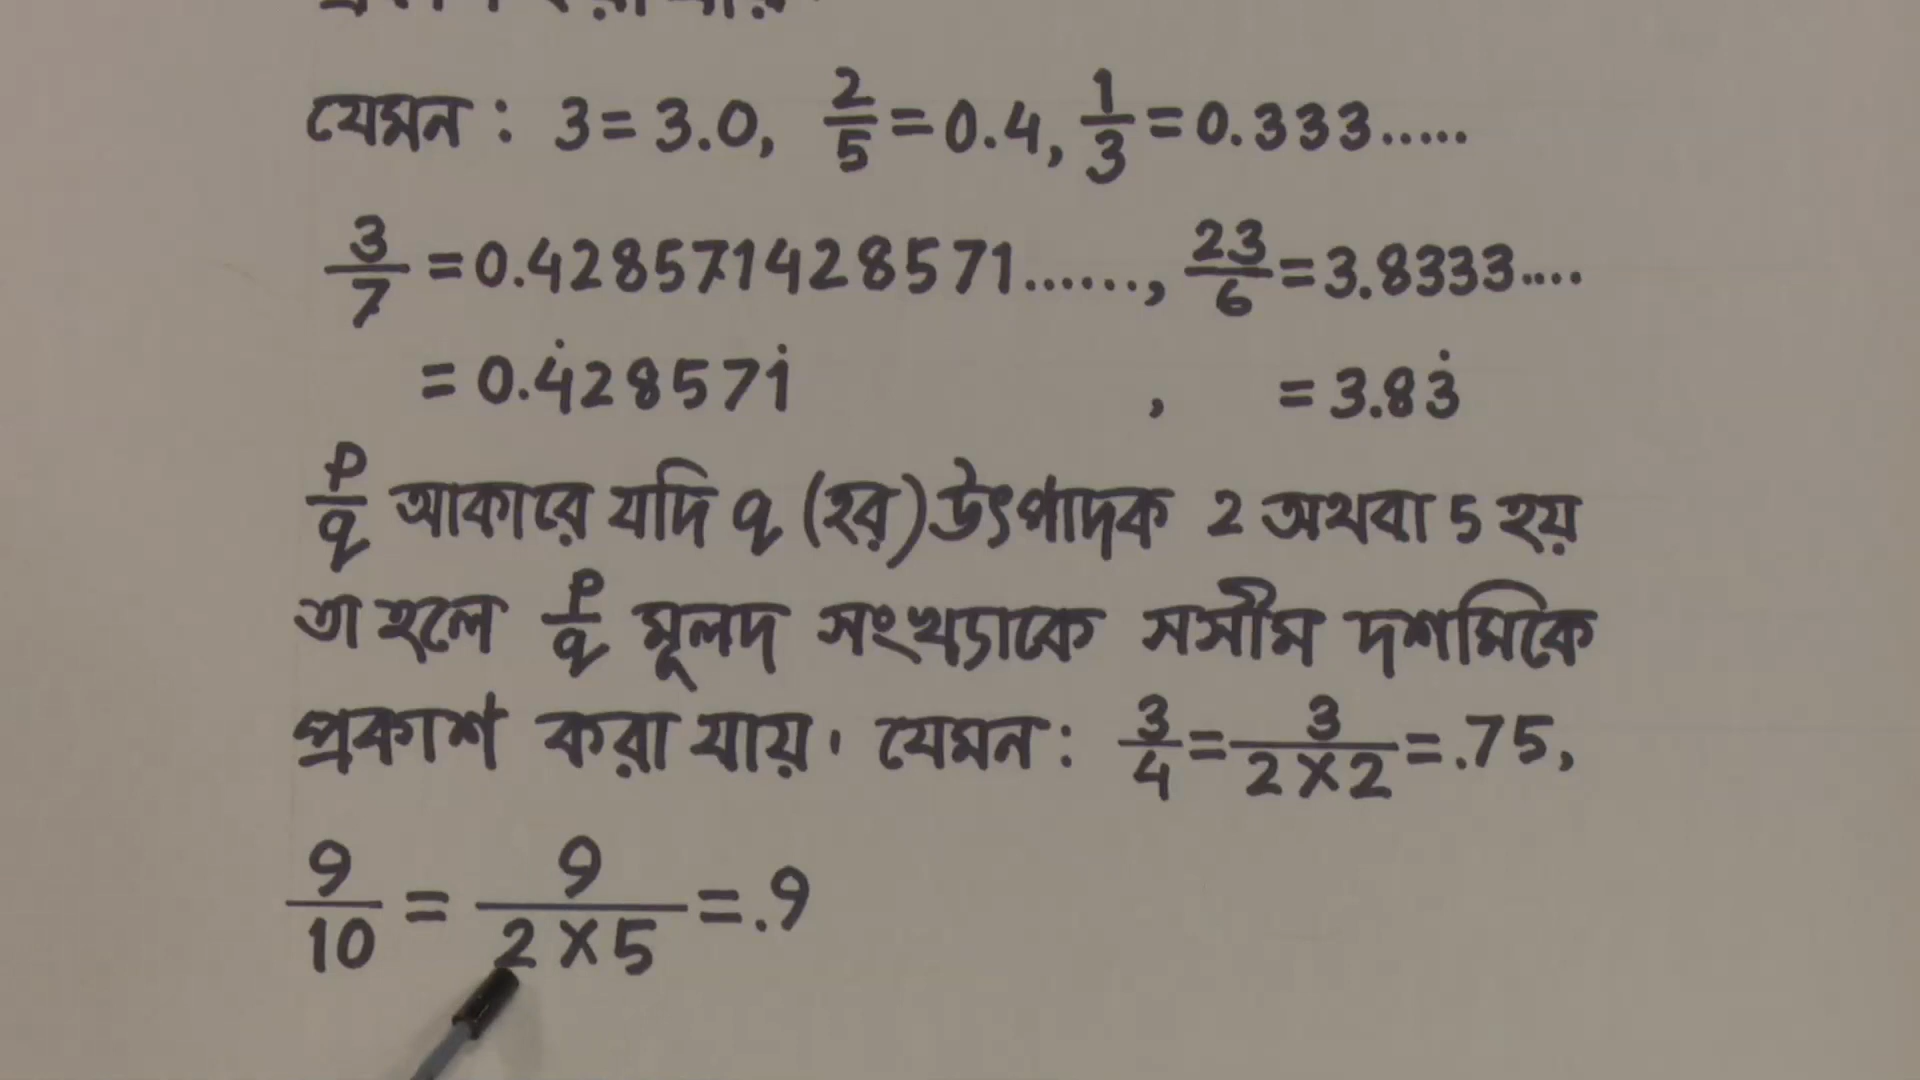 যেমন : 3 = 3.0, 2/5 = 0.4, 1/3 = 0.333.....
3/7 = 0.428571428571......, 23/6 = 3.8333....
= 0.4̇28571̇ , = 3.83̇
p/q আকারে যদি q (হর) উৎপাদক 2 অথবা 5 হয়
তা হলে p/q মূলদ সংখ্যাকে সসীম দশমিকে
প্রকাশ করা যায়। যেমন : 3/4 = 3/2×2 = .75,
9/10 = 9/2×5 = .9